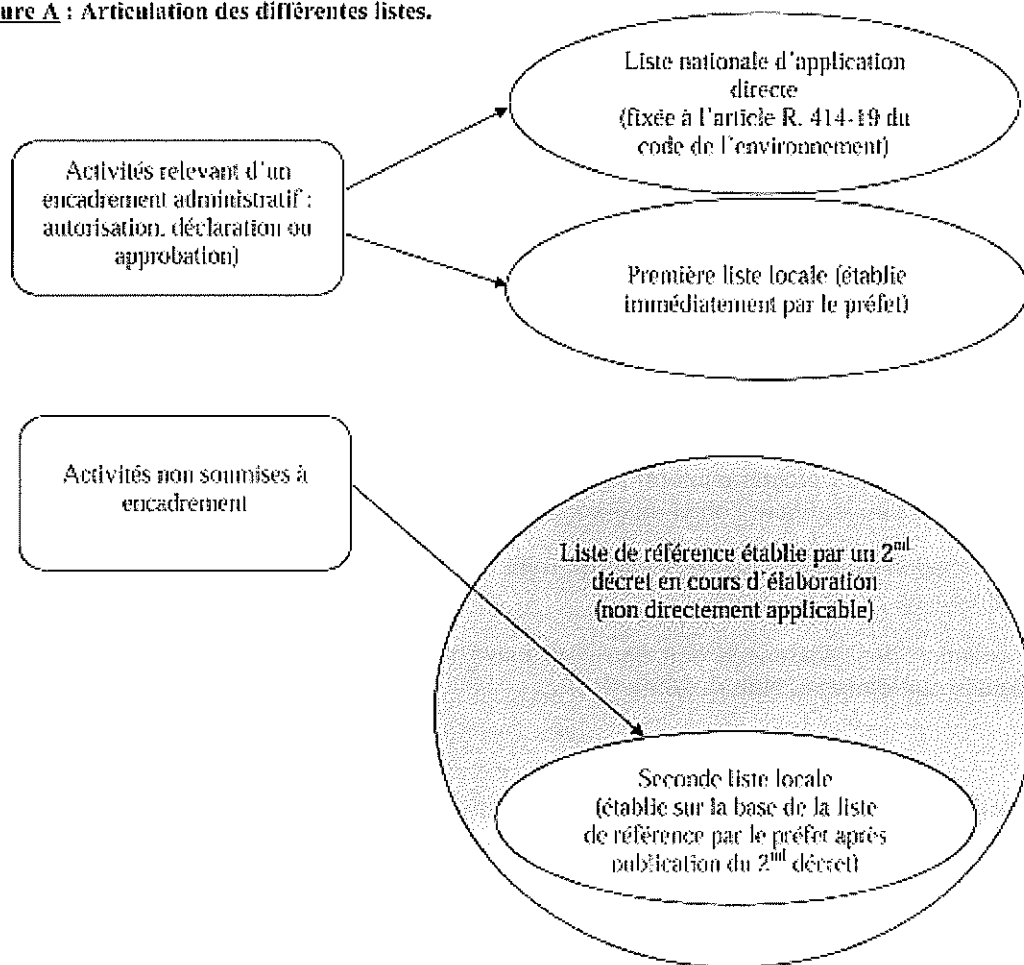 ure A : Articulation des différentes listes.
Liste nationale d'application
directe
(fixée à l'article R. 414-19 du
code de l'environnement)
Activités relevant d'un
encadrement administratif :
autorisation, déclaration ou
approbation)
Première liste locale (établie
immédiatement par le préfet)
Activités non soumises à
encadrement
Liste de référence établie par un 2nd
décret en cours d'élaboration
(non directement applicable)
Seconde liste locale
(établie sur la base de la liste
de référence par le préfet après
publication du 2nd décret)